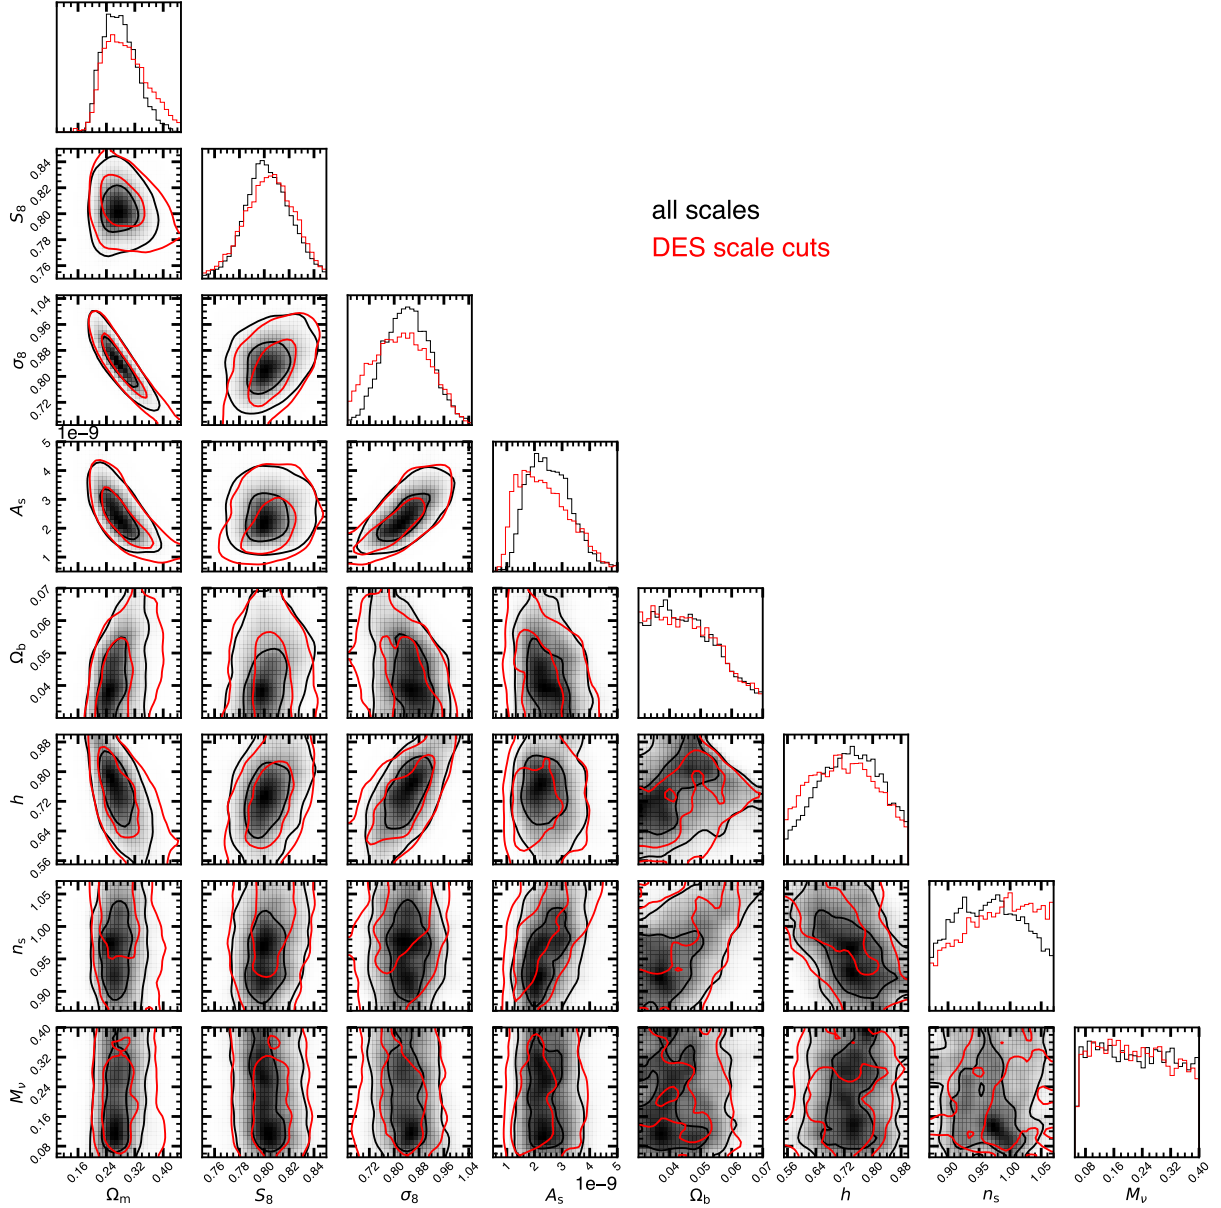 0.84
0.82
0.80
0.78
0.76
S₈
all scales
DES scale cuts
1.04
0.96
0.88
0.80
0.72
σ₈
1e−9
5
4
3
2
1
Aₛ
0.07
0.06
0.05
0.04
Ω_b
0.88
0.80
0.72
0.64
0.56
h
1.05
1.00
0.95
0.90
nₛ
0.40
0.32
0.24
0.16
0.08
M_ν
0.16 0.24 0.32 0.40
0.76 0.78 0.80 0.82 0.84
0.72 0.80 0.88 0.96 1.04
1 2 3 4 5
1e−9
0.04 0.05 0.06 0.07
0.56 0.64 0.72 0.80 0.88
0.90 0.95 1.00 1.05
0.08 0.16 0.24 0.32 0.40
Ω_m S₈ σ₈ Aₛ Ω_b h nₛ M_ν